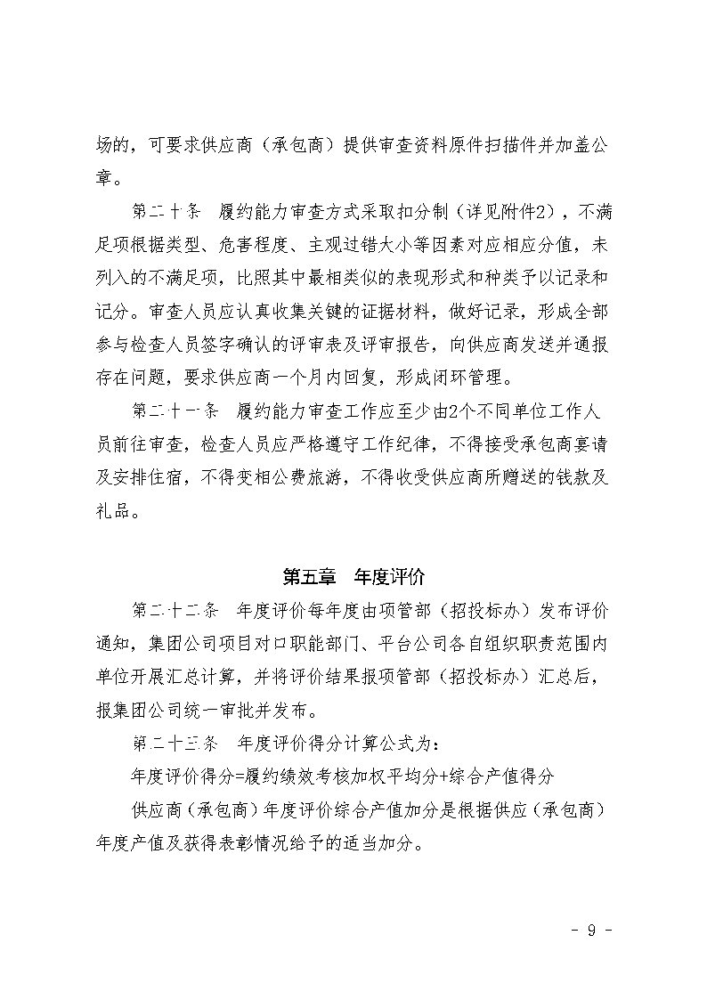 场的，可要求供应商（承包商）提供审查资料原件扫描件并加盖公
章。
第二十条　履约能力审查方式采取扣分制（详见附件2），不满
足项根据类型、危害程度、主观过错大小等因素对应相应分值，未
列入的不满足项，比照其中最相类似的表现形式和种类予以记录和
记分。审查人员应认真收集关键的证据材料，做好记录，形成全部
参与检查人员签字确认的评审表及评审报告，向供应商发送并通报
存在问题，要求供应商一个月内回复，形成闭环管理。
第二十一条　履约能力审查工作应至少由2个不同单位工作人
员前往审查，检查人员应严格遵守工作纪律，不得接受承包商宴请
及安排住宿，不得变相公费旅游，不得收受供应商所赠送的钱款及
礼品。
第五章　年度评价
第二十二条　年度评价每年度由项管部（招投标办）发布评价
通知，集团公司项目对口职能部门、平台公司各自组织职责范围内
单位开展汇总计算，并将评价结果报项管部（招投标办）汇总后，
报集团公司统一审批并发布。
第二十三条　年度评价得分计算公式为：
年度评价得分=履约绩效考核加权平均分+综合产值得分
供应商（承包商）年度评价综合产值加分是根据供应（承包商）
年度产值及获得表彰情况给予的适当加分。
- 9 -